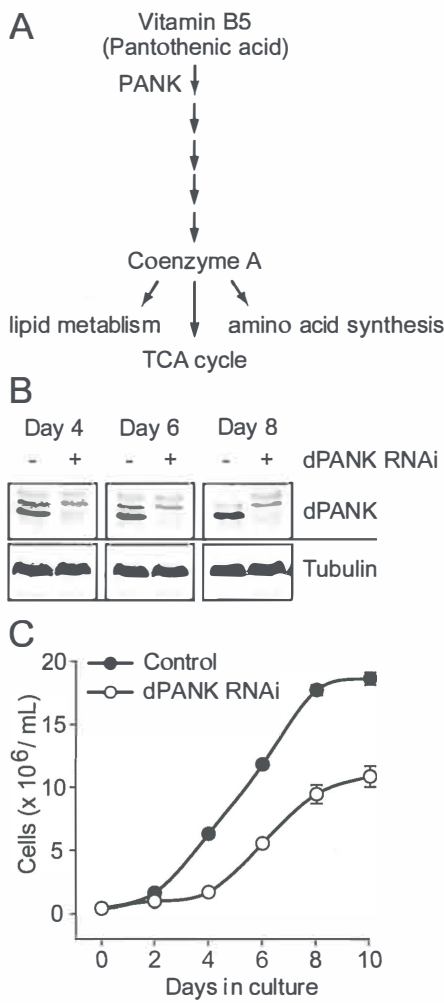 A
Vitamin B5
(Pantothenic acid)
PANK
Coenzyme A
lipid metablism
amino acid synthesis
TCA cycle
B
Day 4 Day 6 Day 8
- + - + - + dPANK RNAi
dPANK
Tubulin
C
Control
dPANK RNAi
Cells (x 10⁶/ mL)
20
15
10
5
0
0 2 4 6 8 10
Days in culture